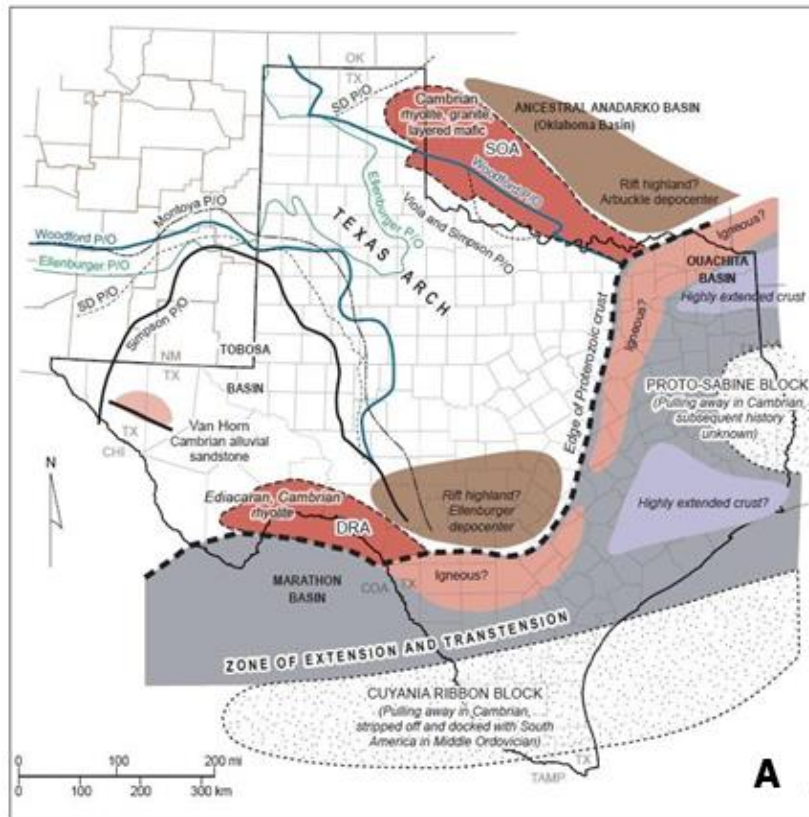 OK
TX
SD P/O
Cambrian
rhyolite, granite,
layered mafic
SOA
ANCESTRAL ANADARKO BASIN
(Oklahoma Basin)
Woodford P/O
Rift highland?
Arbuckle depocenter
Igneous?
Montoya P/O
Woodford P/O
Ellenburger P/O
SD P/O
Simpson P/O
Ellenburger P/O
TEXAS ARCH
Viola and Simpson P/O
OUACHITA
BASIN
Highly extended crust
Igneous?
Edge of Proterozoic crust
NM
TX
TOBOSA
BASIN
TX
PROTO-SABINE BLOCK
(Pulling away in Cambrian,
subsequent history
unknown)
Van Horn
Cambrian alluvial
sandstone
TX
CHI
N
Ediacaran, Cambrian
rhyolite
DRA
Rift highland?
Ellenburger
depocenter
Highly extended crust?
MARATHON
BASIN
COA
TX
Igneous?
ZONE OF EXTENSION AND TRANSTENSION
CUYANIA RIBBON BLOCK
(Pulling away in Cambrian,
stripped off and docked with South
America in Middle Ordovician)
TX
TAMP
0 100 200 mi
0 100 200 300 km
A